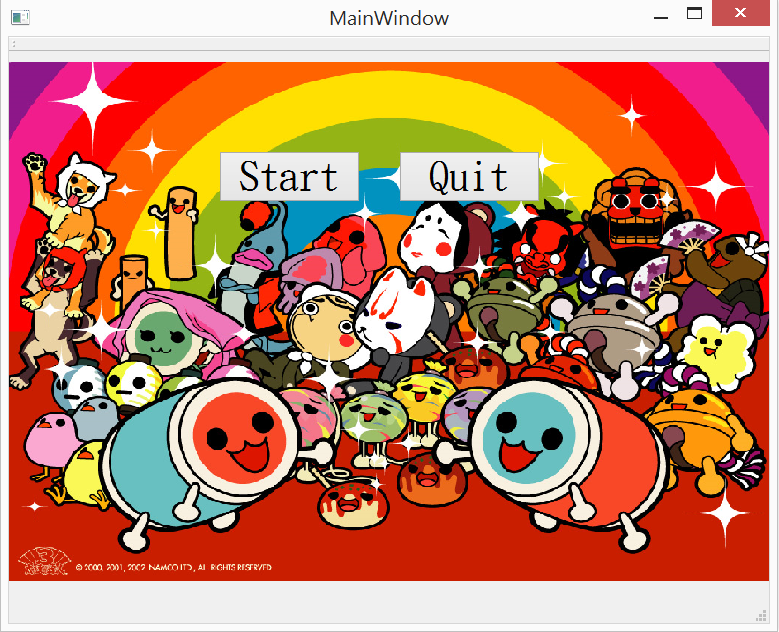 MainWindow
Start
Quit
© 2000, 2001, 2002 NAMCO LTD., ALL RIGHTS RESERVED